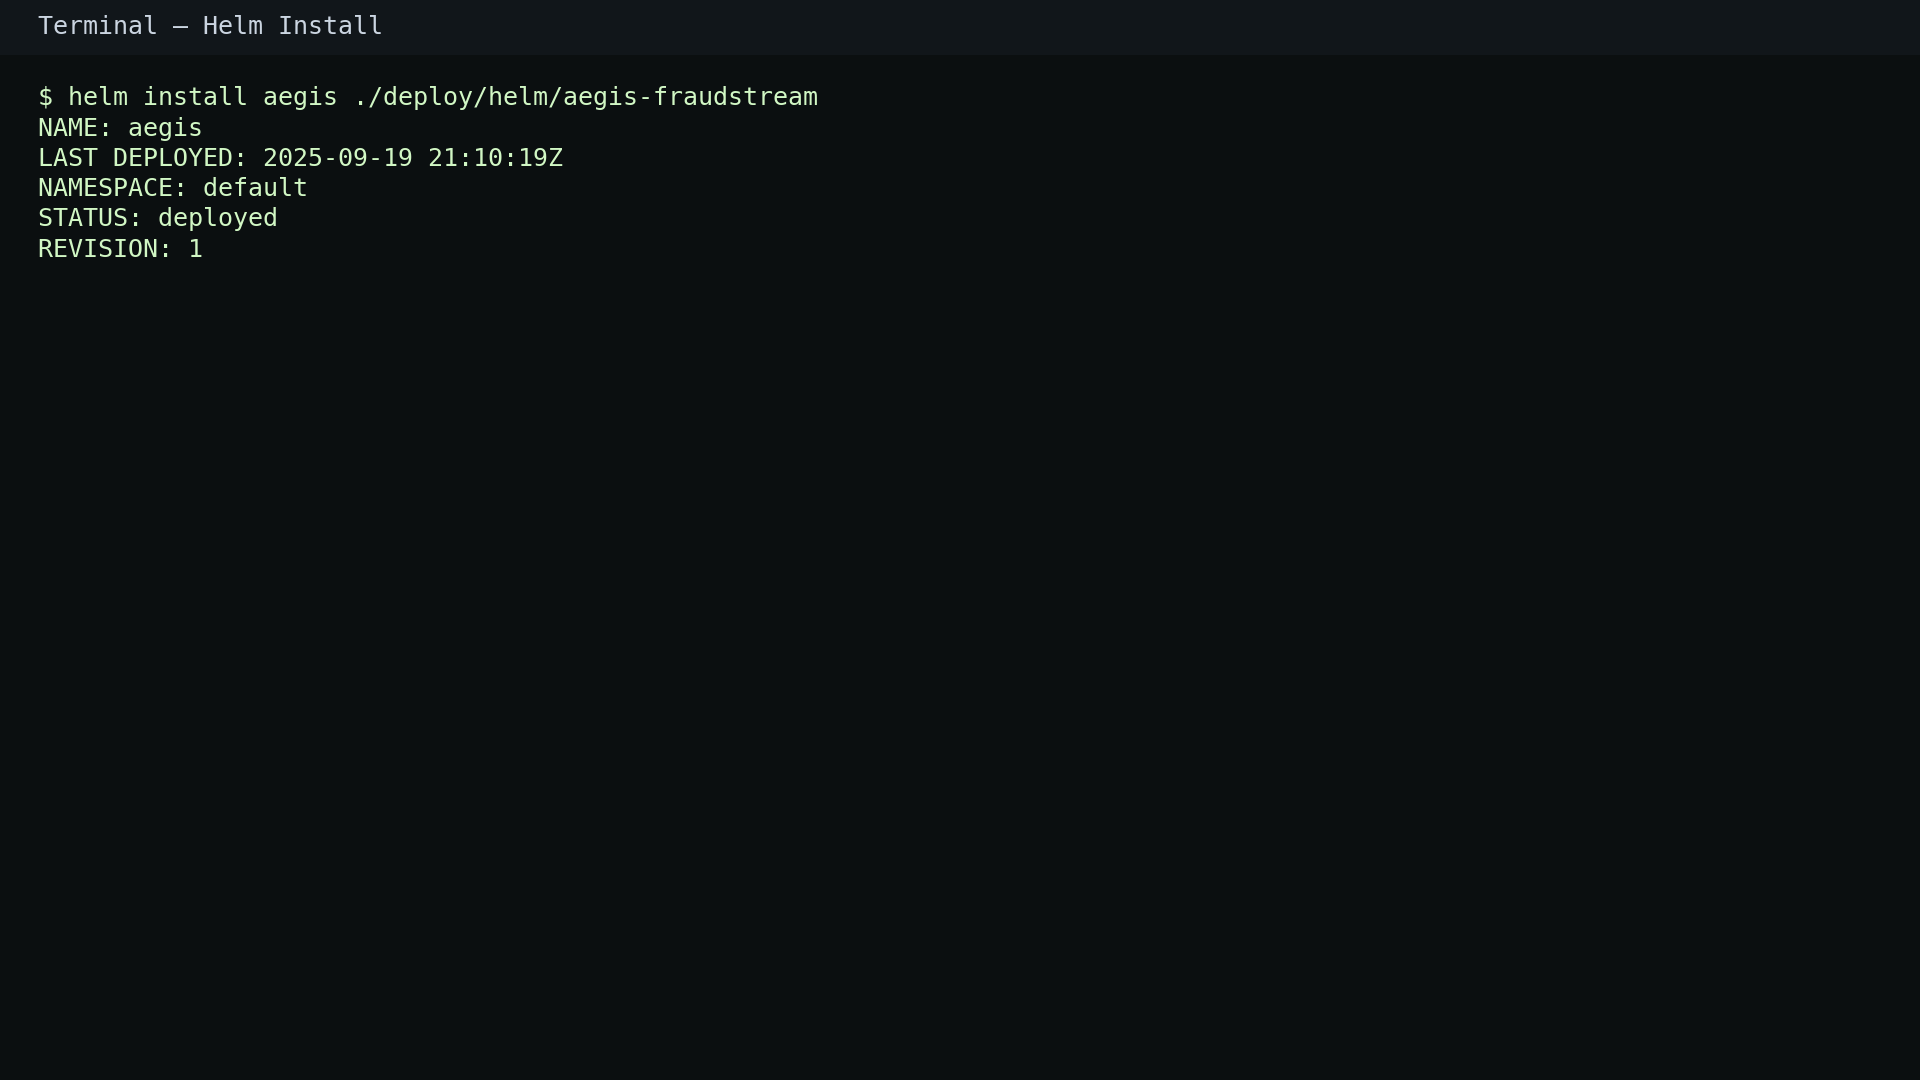 Terminal — Helm Install
$ helm install aegis ./deploy/helm/aegis-fraudstream
NAME: aegis
LAST DEPLOYED: 2025-09-19 21:10:19Z
NAMESPACE: default
STATUS: deployed
REVISION: 1